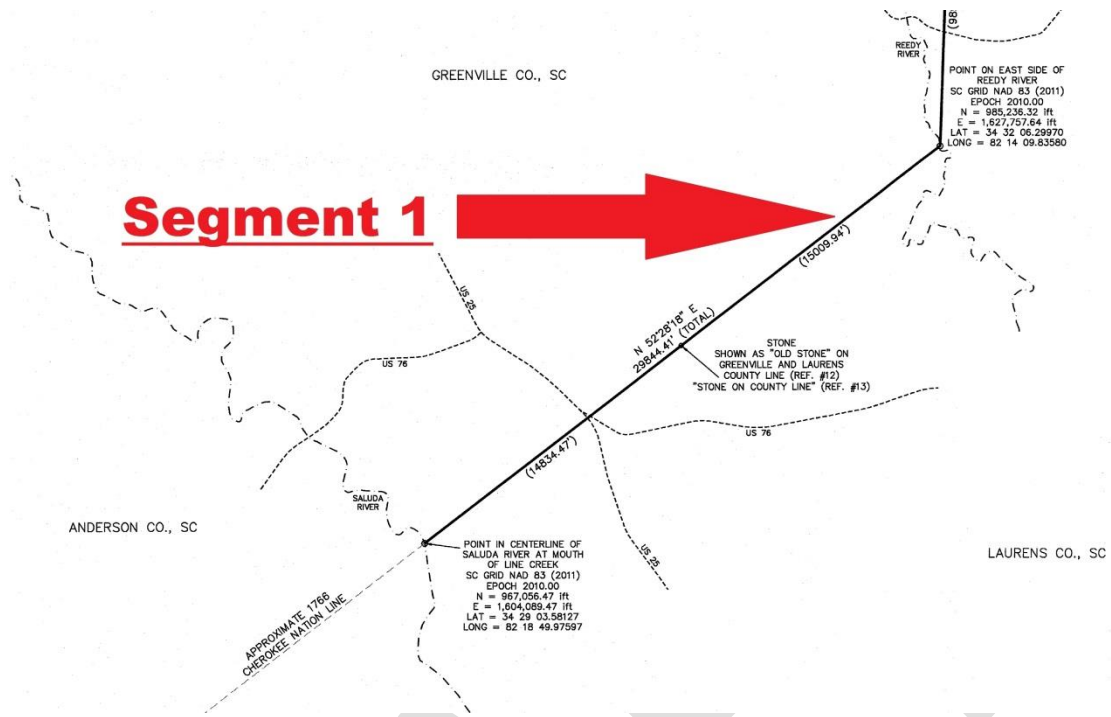 (98
REEDY
RIVER
GREENVILLE CO., SC
POINT ON EAST SIDE OF
REEDY RIVER
SC GRID NAD 83 (2011)
EPOCH 2010.00
N = 985,236.32 ift
E = 1,627,757.64 ift
LAT = 34 32 06.29970
LONG = 82 14 09.83580
Segment 1
(15009.94')
US 25
N 52°28'18" E
29844.41' (TOTAL)
STONE
SHOWN AS "OLD STONE" ON
GREENVILLE AND LAURENS
COUNTY LINE (REF. #12)
"STONE ON COUNTY LINE" (REF. #13)
US 76
US 76
(14834.47')
SALUDA
RIVER
ANDERSON CO., SC
POINT IN CENTERLINE OF
SALUDA RIVER AT MOUTH
OF LINE CREEK
SC GRID NAD 83 (2011)
EPOCH 2010.00
N = 967,056.47 ift
E = 1,604,089.47 ift
LAT = 34 29 03.58127
LONG = 82 18 49.97597
US 25
LAURENS CO., SC
APPROXIMATE 1766
CHEROKEE NATION LINE